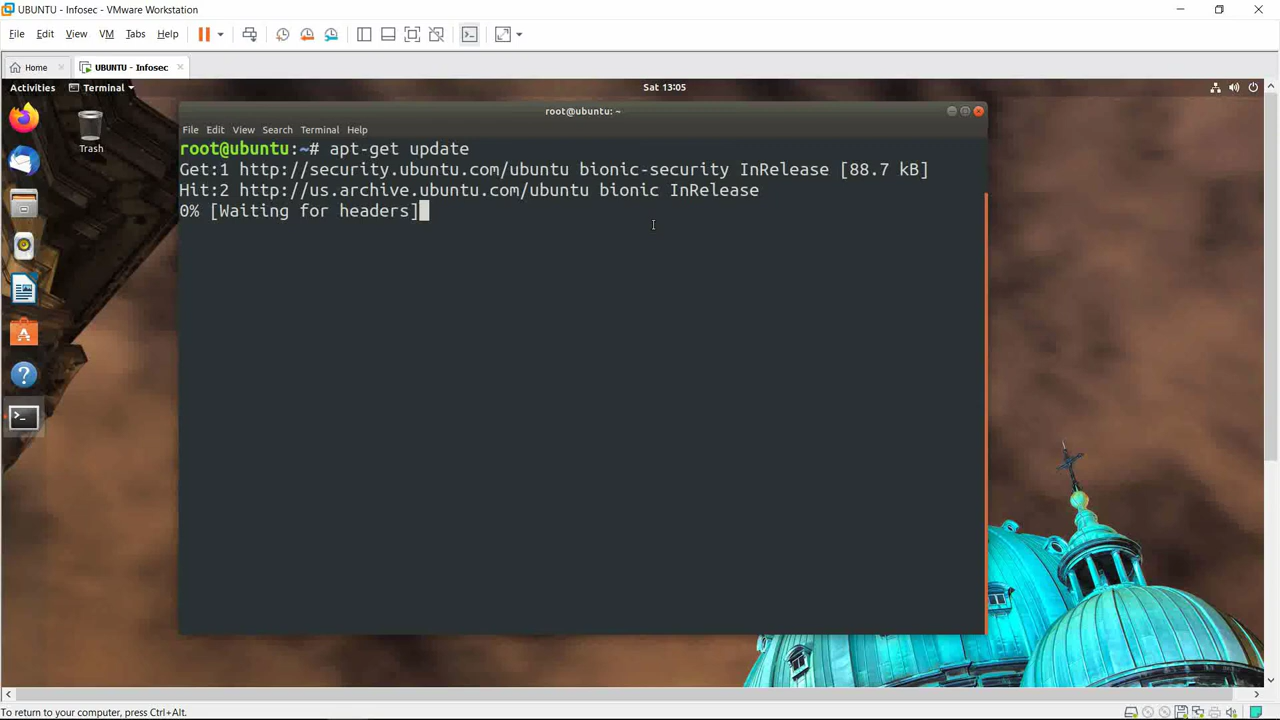 UBUNTU - Infosec - VMware Workstation
File Edit View VM Tabs Help
Home
UBUNTU - Infosec
Activities Terminal Sat 13:05
Trash
root@ubuntu: ~
File Edit View Search Terminal Help
root@ubuntu:~# apt-get update
Get:1 http://security.ubuntu.com/ubuntu bionic-security InRelease [88.7 kB]
Hit:2 http://us.archive.ubuntu.com/ubuntu bionic InRelease
0% [Waiting for headers]
To return to your computer, press Ctrl+Alt.